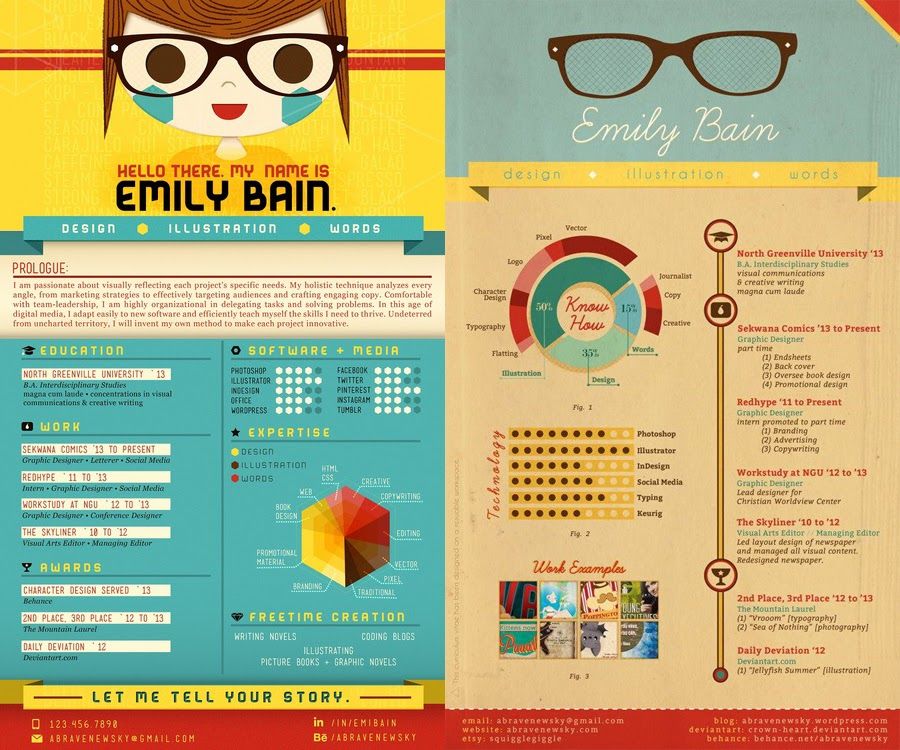 HELLO THERE. MY NAME IS
EMILY BAIN.
DESIGN ILLUSTRATION WORDS
PROLOGUE:
I am passionate about visually reflecting each project's specific needs. My holistic technique analyzes every
angle, from marketing strategies to effectively targeting audiences and crafting engaging copy. Comfortable
with team-leadership, I am highly organizational in delegating tasks and solving problems. In this age of
digital media, I adapt easily to new software and efficiently teach myself the skills I need to thrive. Undeterred
from uncharted territory, I will invent my own method to make each project innovative.
EDUCATION
NORTH GREENVILLE UNIVERSITY '13
B.A. Interdisciplinary Studies
magna cum laude • concentrations in visual
communications & creative writing
WORK
SEKWANA COMICS '13 TO PRESENT
Graphic Designer • Letterer • Social Media
REDHYPE '11 TO '13
Intern • Graphic Designer • Social Media
WORKSTUDY AT NGU '12 TO '13
Graphic Designer • Conference Designer
THE SKYLINER '10 TO '12
Visual Arts Editor • Managing Editor
AWARDS
CHARACTER DESIGN SERVED '13
Behance
2ND PLACE, 3RD PLACE '12 TO '13
The Mountain Laurel
DAILY DEVIATION '12
Deviantart.com
SOFTWARE + MEDIA
PHOTOSHOP
ILLUSTRATOR
INDESIGN
OFFICE
WORDPRESS
FACEBOOK
TWITTER
PINTEREST
INSTAGRAM
TUMBLR
EXPERTISE
DESIGN
ILLUSTRATION
WORDS
HTML
CSS
WEB
CREATIVE
COPYWRITING
BOOK
DESIGN
EDITING
PROMOTIONAL
MATERIAL
VECTOR
PIXEL
BRANDING
TRADITIONAL
FREETIME CREATION
WRITING NOVELS
CODING BLOGS
ILLUSTRATING
PICTURE BOOKS + GRAPHIC NOVELS
LET ME TELL YOUR STORY.
123.456.7890
ABRAVENEWSKY@GMAIL.COM
in /IN/EMIBAIN
Bē /ABRAVENEWSKY
Emily Bain
design illustration words
Vector
Pixel
Logo
Character
Design
Typography
Flatting
Journalist
Copy
Creative
Know
How
50%
15%
35%
Illustration
Design
Words
Fig. 1
Technology
Photoshop
Illustrator
InDesign
Social Media
Typing
Keurig
Fig. 2
Work Examples
Fig. 3
North Greenville University '13
B.A. Interdisciplinary Studies
visual communications
& creative writing
magna cum laude
Sekwana Comics '13 to Present
Graphic Designer
part time
(1) Endsheets
(2) Back cover
(3) Oversee book design
(4) Promotional design
Redhype '11 to Present
Graphic Designer
intern promoted to part time
(1) Branding
(2) Advertising
(3) Copywriting
Workstudy at NGU '12 to '13
Graphic Designer
Lead designer for
Christian Worldview Center
The Skyliner '10 to '12
Visual Arts Editor // Managing Editor
Led layout design of newspaper
and managed all visual content.
Redesigned newspaper.
2nd Place, 3rd Place '12 to '13
The Mountain Laurel
(1) "Vrooom" [typography]
(2) "Sea of Nothing" [photography]
Daily Deviation '12
Deviantart.com
(1) "Jellyfish Summer" [illustration]
email: abravenewsky@gmail.com
website: abravenewsky.com
etsy: squigglegiggle
blog: abravenewsky.wordpress.com
deviantart: crown-heart.deviantart.com
behance: behance.net/abravenewsky